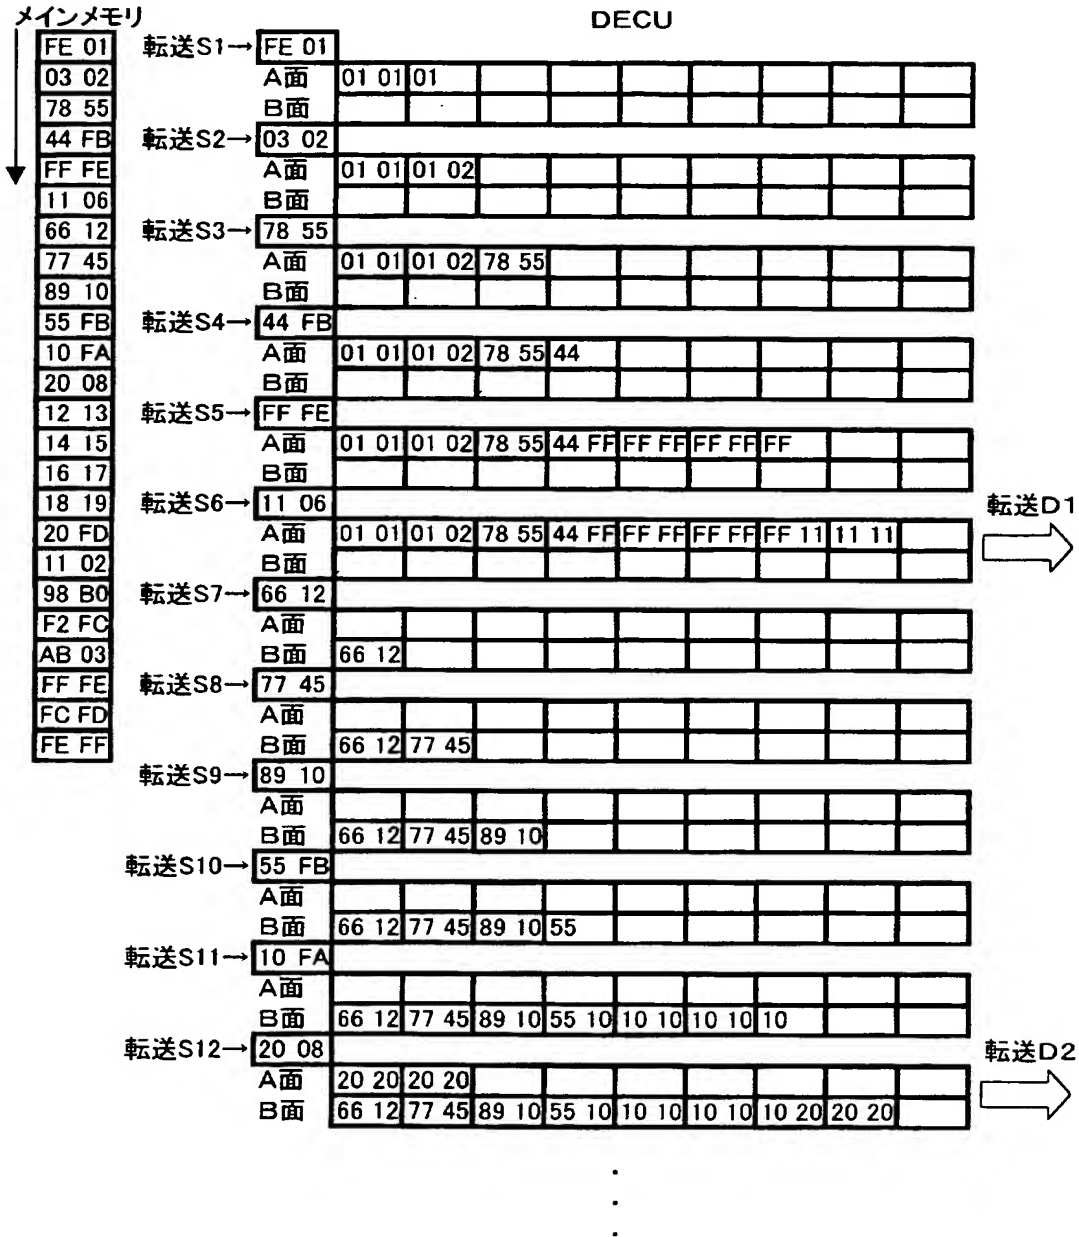 メインメモリ
DECU
FE 01
03 02
78 55
44 FB
FF FE
11 06
66 12
77 45
89 10
55 FB
10 FA
20 08
12 13
14 15
16 17
18 19
20 FD
11 02
98 B0
F2 FC
AB 03
FF FE
FC FD
FE FF
転送S1→ FE 01
A面 01 01 01
B面
転送S2→ 03 02
A面 01 01 01 02
B面
転送S3→ 78 55
A面 01 01 01 02 78 55
B面
転送S4→ 44 FB
A面 01 01 01 02 78 55 44
B面
転送S5→ FF FE
A面 01 01 01 02 78 55 44 FF FF FF FF FF FF
B面
転送S6→ 11 06
転送D1
A面 01 01 01 02 78 55 44 FF FF FF FF FF FF 11 11 11
B面
転送S7→ 66 12
A面
B面 66 12
転送S8→ 77 45
A面
B面 66 12 77 45
転送S9→ 89 10
A面
B面 66 12 77 45 89 10
転送S10→ 55 FB
A面
B面 66 12 77 45 89 10 55
転送S11→ 10 FA
A面
B面 66 12 77 45 89 10 55 10 10 10 10 10 10
転送S12→ 20 08
転送D2
A面 20 20 20 20
B面 66 12 77 45 89 10 55 10 10 10 10 10 10 20 20 20